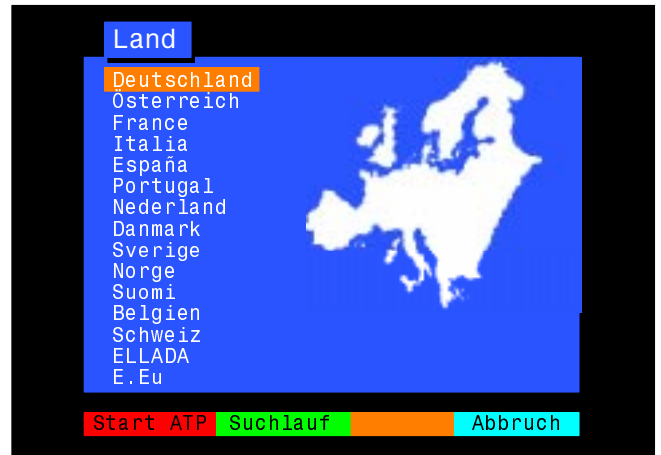 Land
Deutschland
Österreich
France
Italia
España
Portugal
Nederland
Danmark
Sverige
Norge
Suomi
Belgien
Schweiz
ELLADA
E.Eu
Start ATP Suchlauf Abbruch